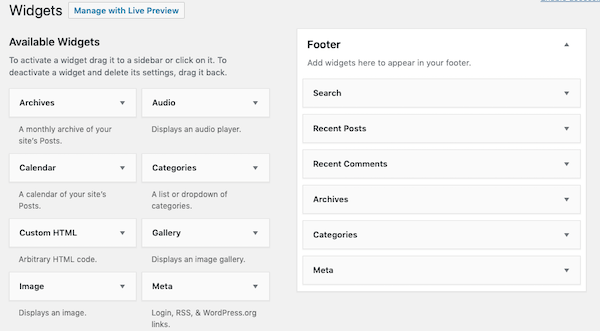 Widgets
Manage with Live Preview
Available Widgets
To activate a widget drag it to a sidebar or click on it. To
deactivate a widget and delete its settings, drag it back.
Archives
Audio
A monthly archive of your
site's Posts.
Displays an audio player.
Calendar
Categories
A calendar of your site's
Posts.
A list or dropdown of
categories.
Custom HTML
Gallery
Arbitrary HTML code.
Displays an image gallery.
Image
Meta
Displays an image.
Login, RSS, & WordPress.org
links.
Footer
Add widgets here to appear in your footer.
Search
Recent Posts
Recent Comments
Archives
Categories
Meta